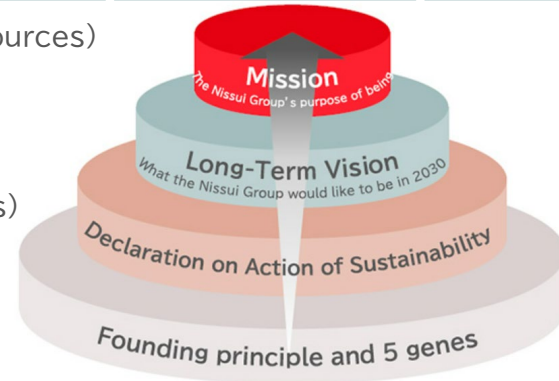 ources)
Mission
The Nissui Group's purpose of being
Long-Term Vision
What the Nissui Group would like to be in 2030
s)
Declaration on Action of Sustainability
Founding principle and 5 genes